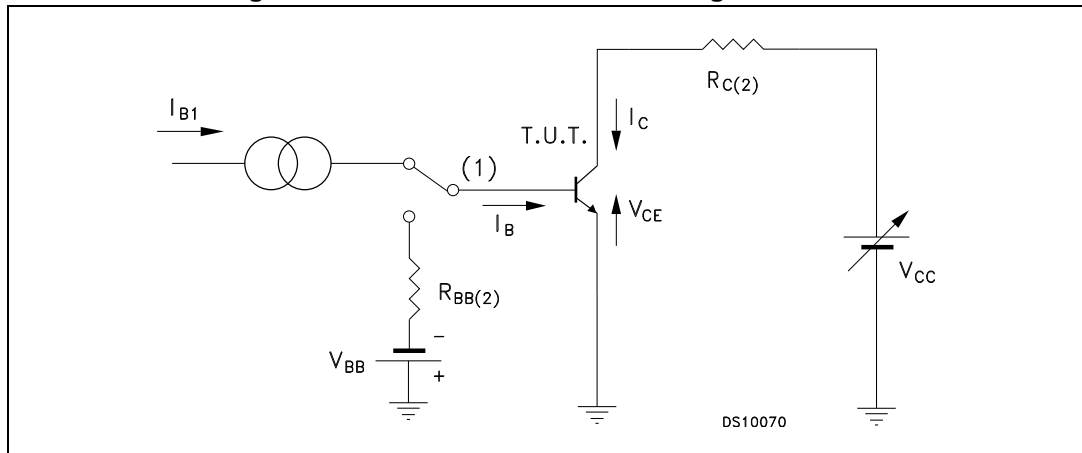 R_C(2)
I_B1
I_C
T.U.T.
(1)
I_B
V_CE
V_CC
R_BB(2)
-
V_BB
+
DS10070